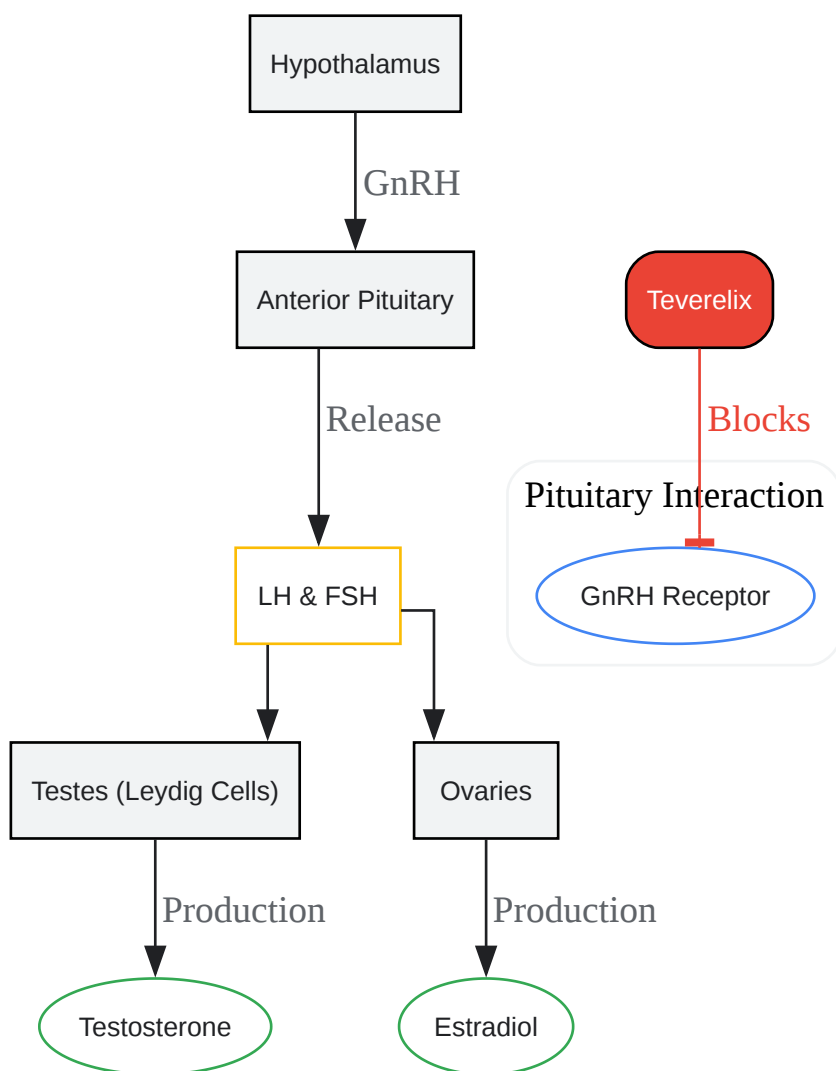 Hypothalamus
GnRH
Anterior Pituitary
Teverelix
Release
Blocks
Pituitary Interaction
LH & FSH
GnRH Receptor
Testes (Leydig Cells)
Ovaries
Production
Production
Testosterone
Estradiol